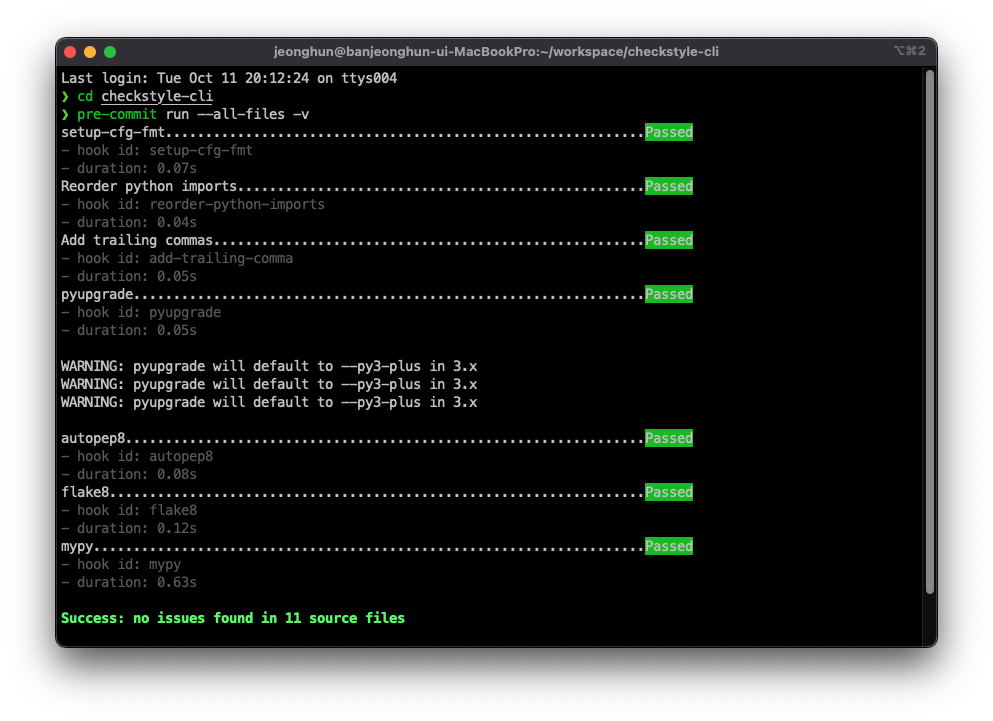 jeonghun@banjeonghun-ui-MacBookPro:~/workspace/checkstyle-cli ⌥⌘2
Last login: Tue Oct 11 20:12:24 on ttys004
❯ cd checkstyle-cli
❯ pre-commit run --all-files -v
setup-cfg-fmt............................................................Passed
- hook id: setup-cfg-fmt
- duration: 0.07s
Reorder python imports...................................................Passed
- hook id: reorder-python-imports
- duration: 0.04s
Add trailing commas......................................................Passed
- hook id: add-trailing-comma
- duration: 0.05s
pyupgrade................................................................Passed
- hook id: pyupgrade
- duration: 0.05s
WARNING: pyupgrade will default to --py3-plus in 3.x
WARNING: pyupgrade will default to --py3-plus in 3.x
WARNING: pyupgrade will default to --py3-plus in 3.x
autopep8.................................................................Passed
- hook id: autopep8
- duration: 0.08s
flake8...................................................................Passed
- hook id: flake8
- duration: 0.12s
mypy.....................................................................Passed
- hook id: mypy
- duration: 0.63s
Success: no issues found in 11 source files